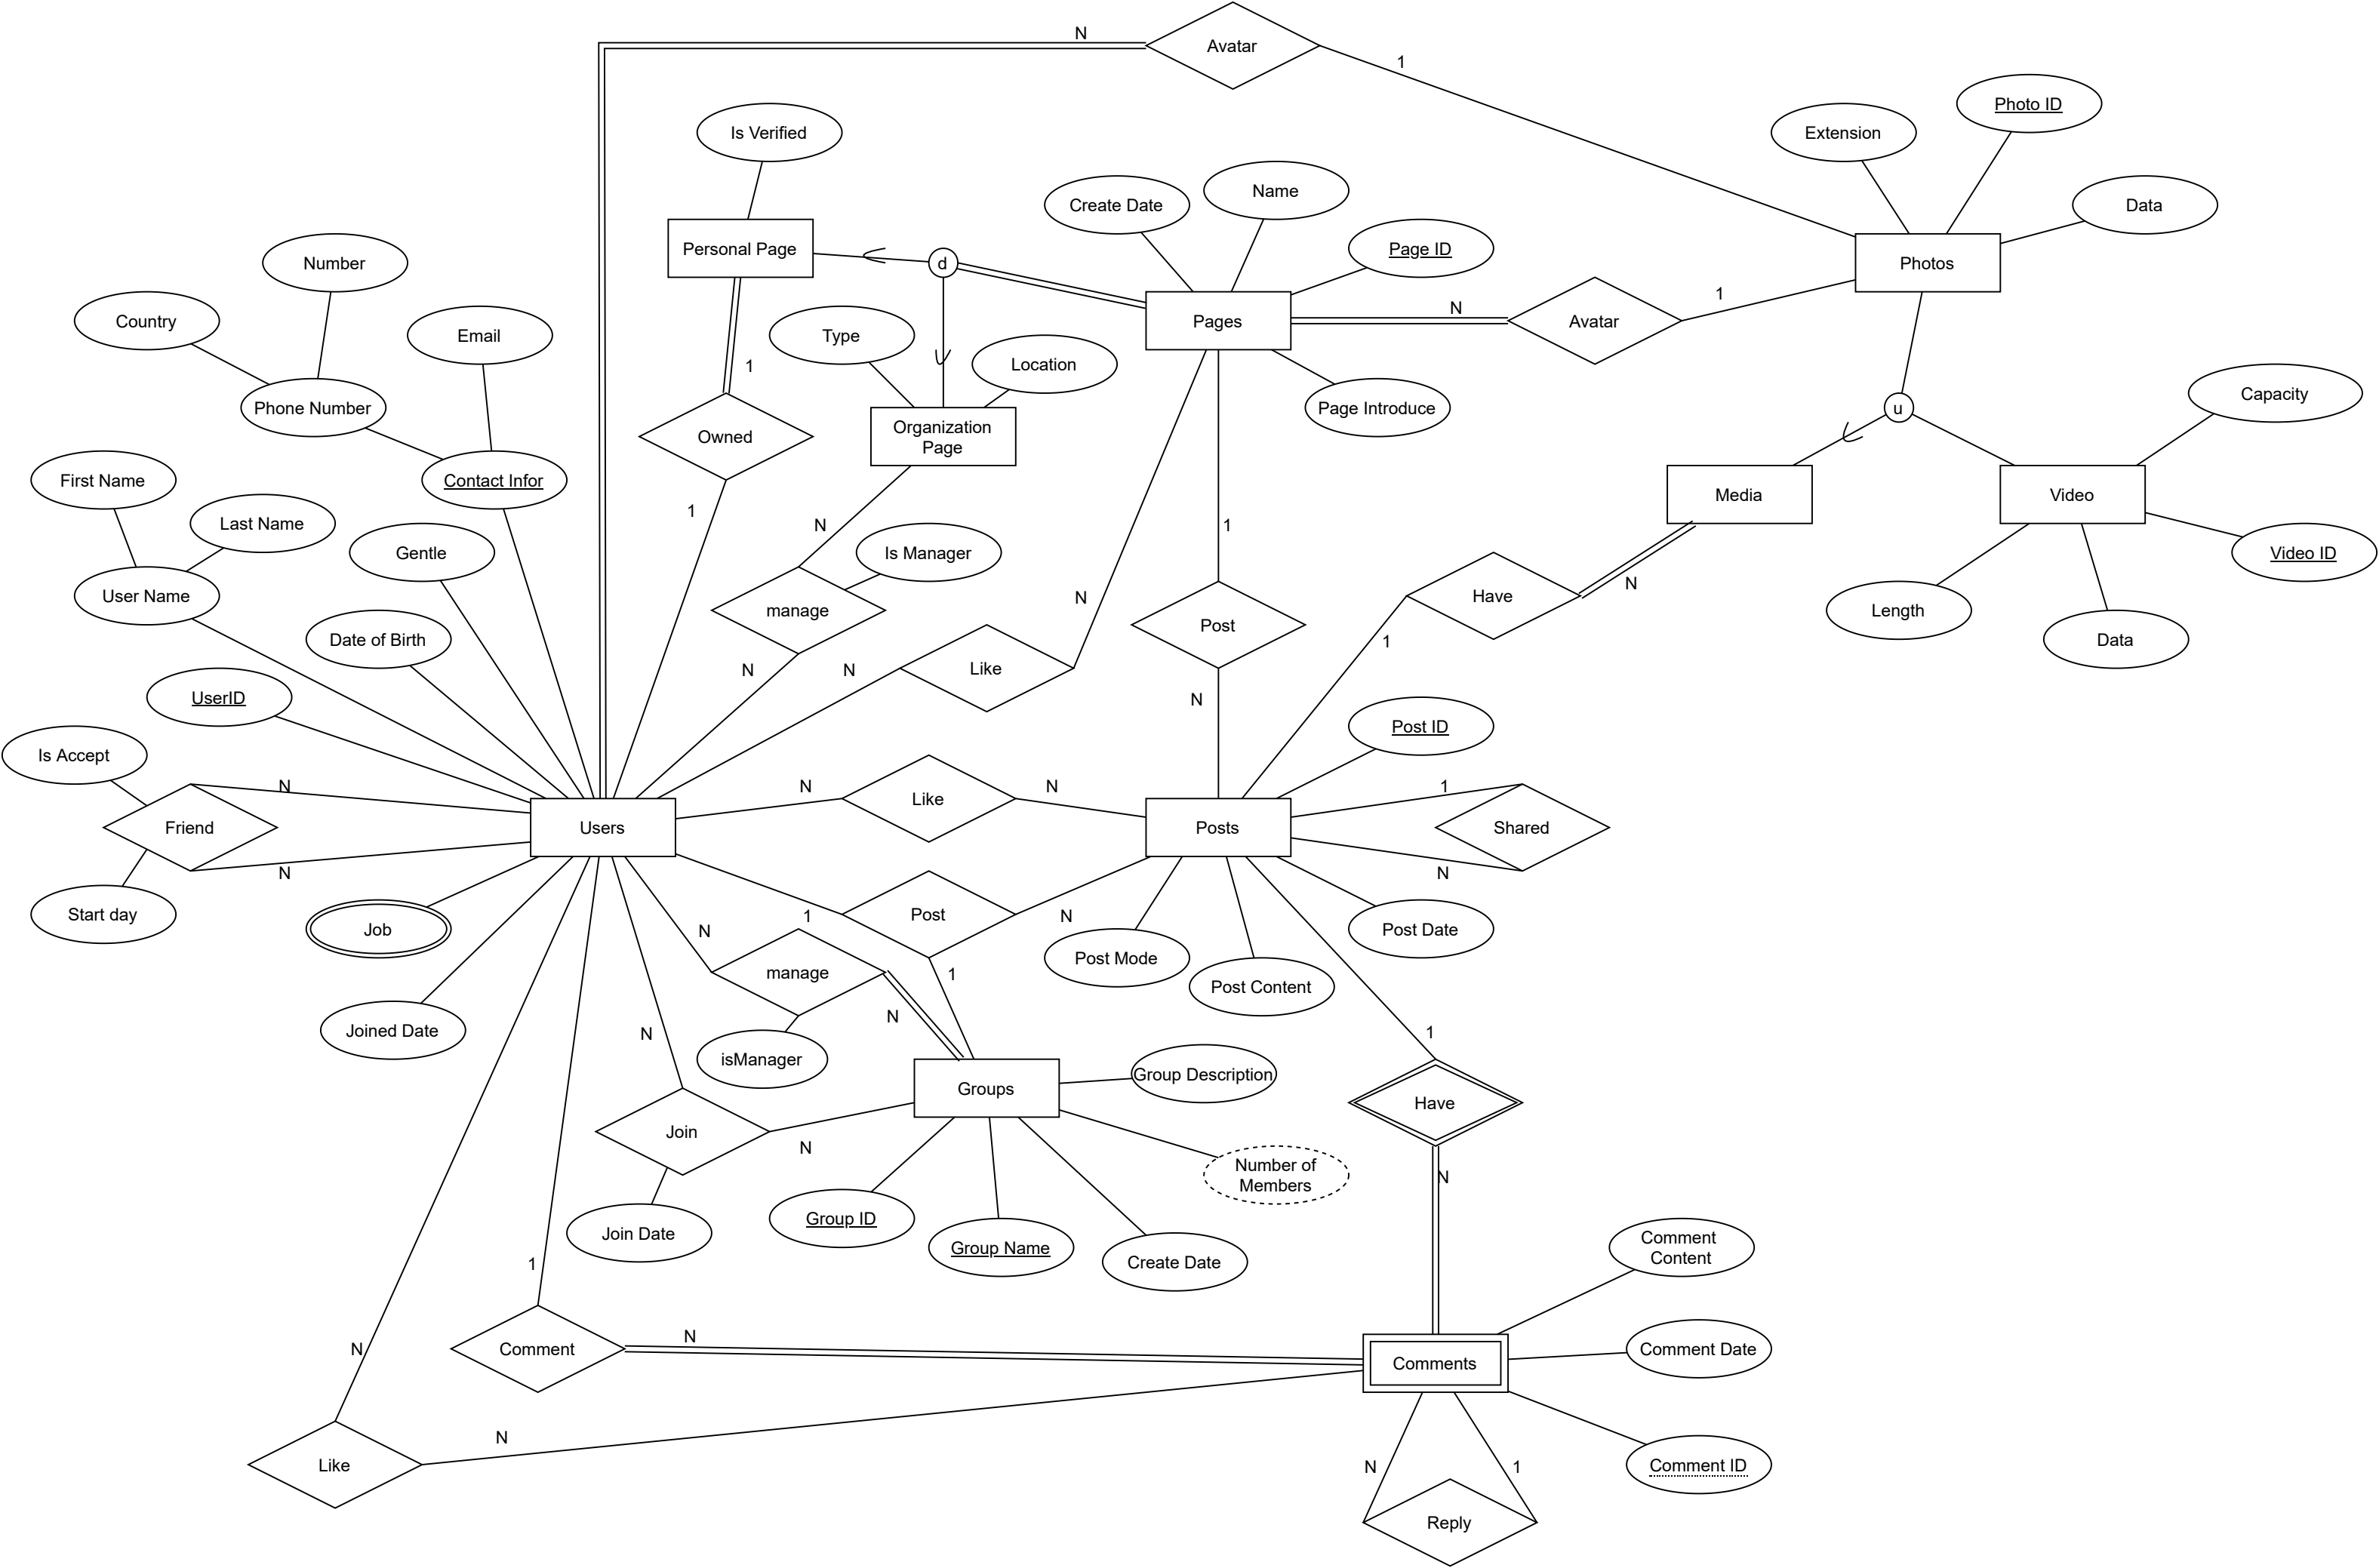 N
Avatar
1
Is Verified
Extension
Photo ID
Create Date
Name
Data
Personal Page
d
Page ID
Photos
Number
Country
Email
Type
Location
1
Pages
N
Avatar
1
Page Introduce
Phone Number
Owned
Organization
Page
u
Capacity
First Name
Contact Infor
Last Name
1
N
1
Media
Video
Gentle
Is Manager
Video ID
User Name
manage
N
Post
Have
N
Length
Data
Date of Birth
N
N
Like
1
UserID
N
Post ID
Is Accept
N
N
Like
N
1
Friend
Users
Posts
Shared
N
N
Start day
Job
N
1
Post
N
Post Mode
Post Content
Post Date
manage
1
Joined Date
N
isManager
N
Groups
Group Description
1
Have
Join
N
Number of
Members
N
Join Date
Group ID
Group Name
Create Date
Comment
Content
1
N
Comment
N
Comments
Comment Date
Like
N
N
1
Comment ID
Reply